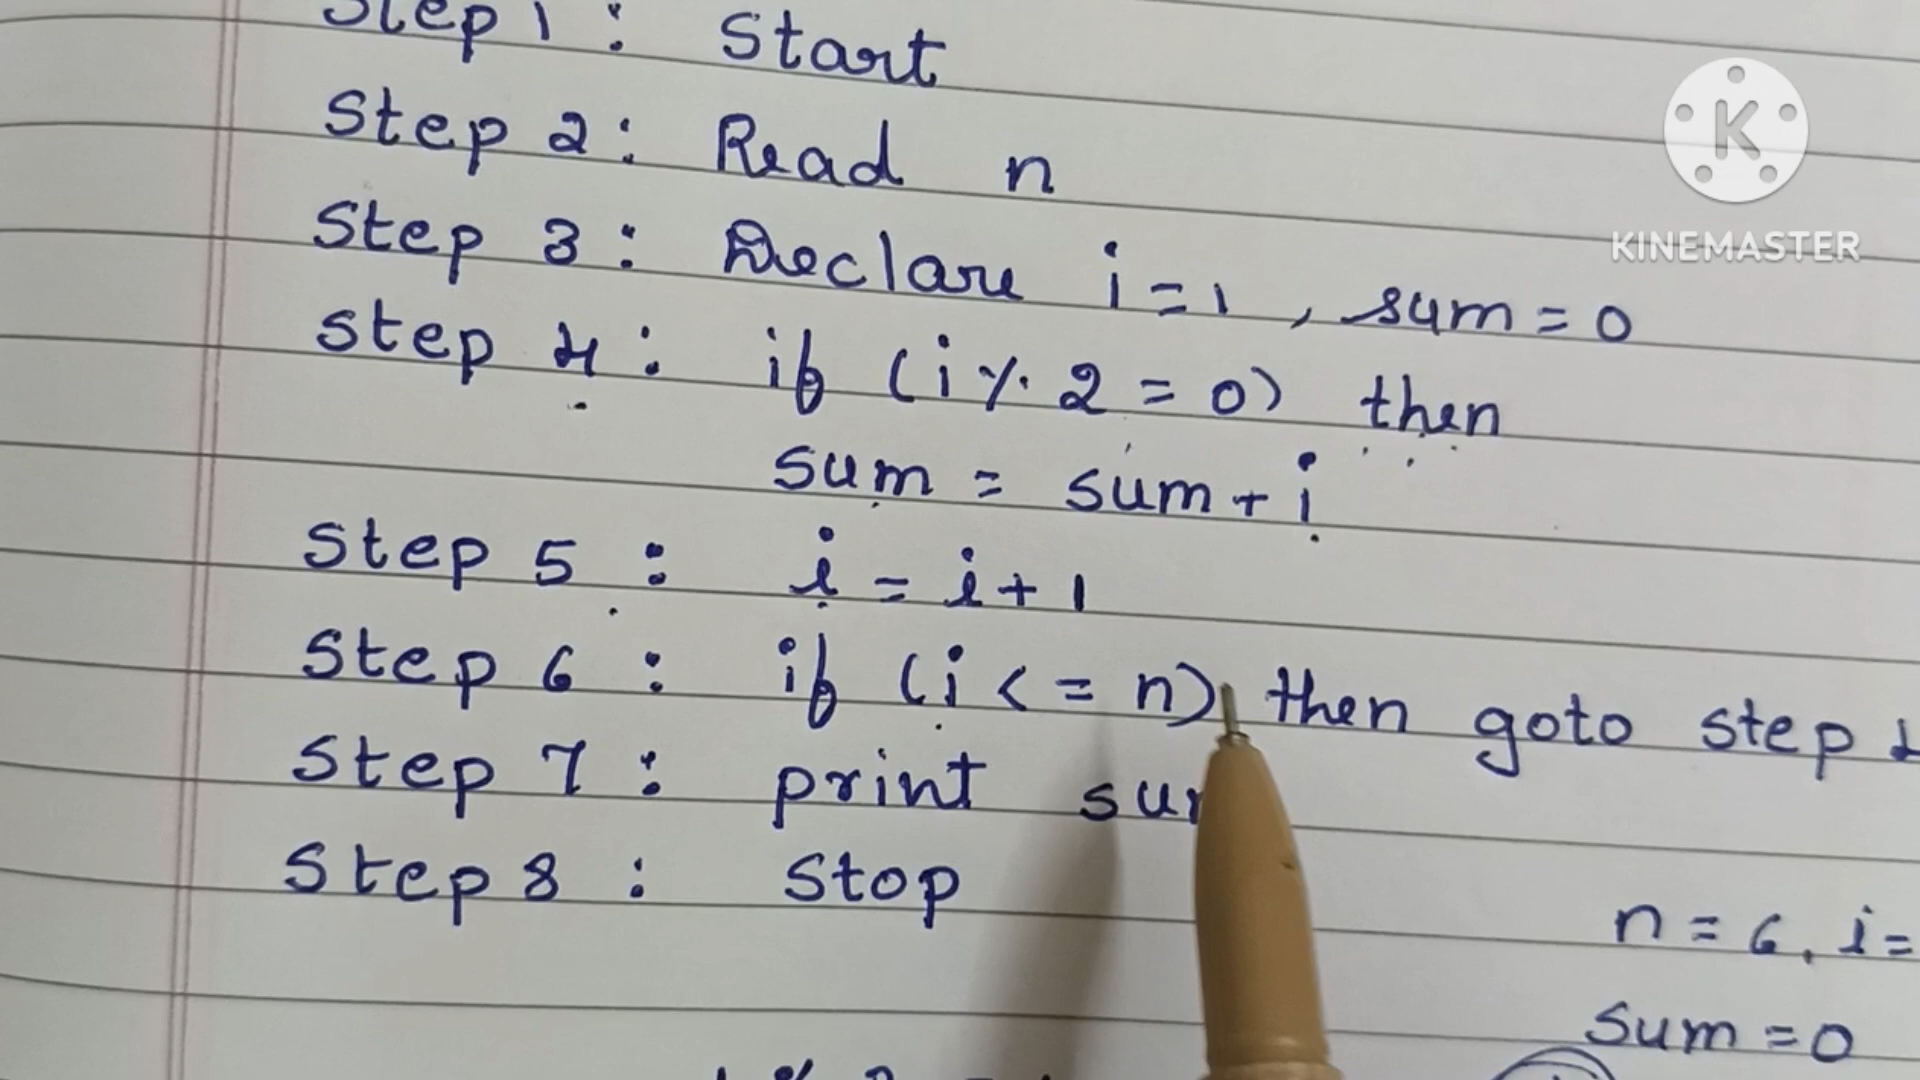 Step 1 : Start
Step 2 : Read n
Step 3 : Declare i = 1 , sum = 0
Step 4 : if ( i % 2 = 0) then
sum = sum + i
Step 5 : i = i + 1
Step 6 : if ( i < = n) then goto step
Step 7 : print
Step 8 : Stop
n = 6, i =
sum = 0
K
KINEMASTER